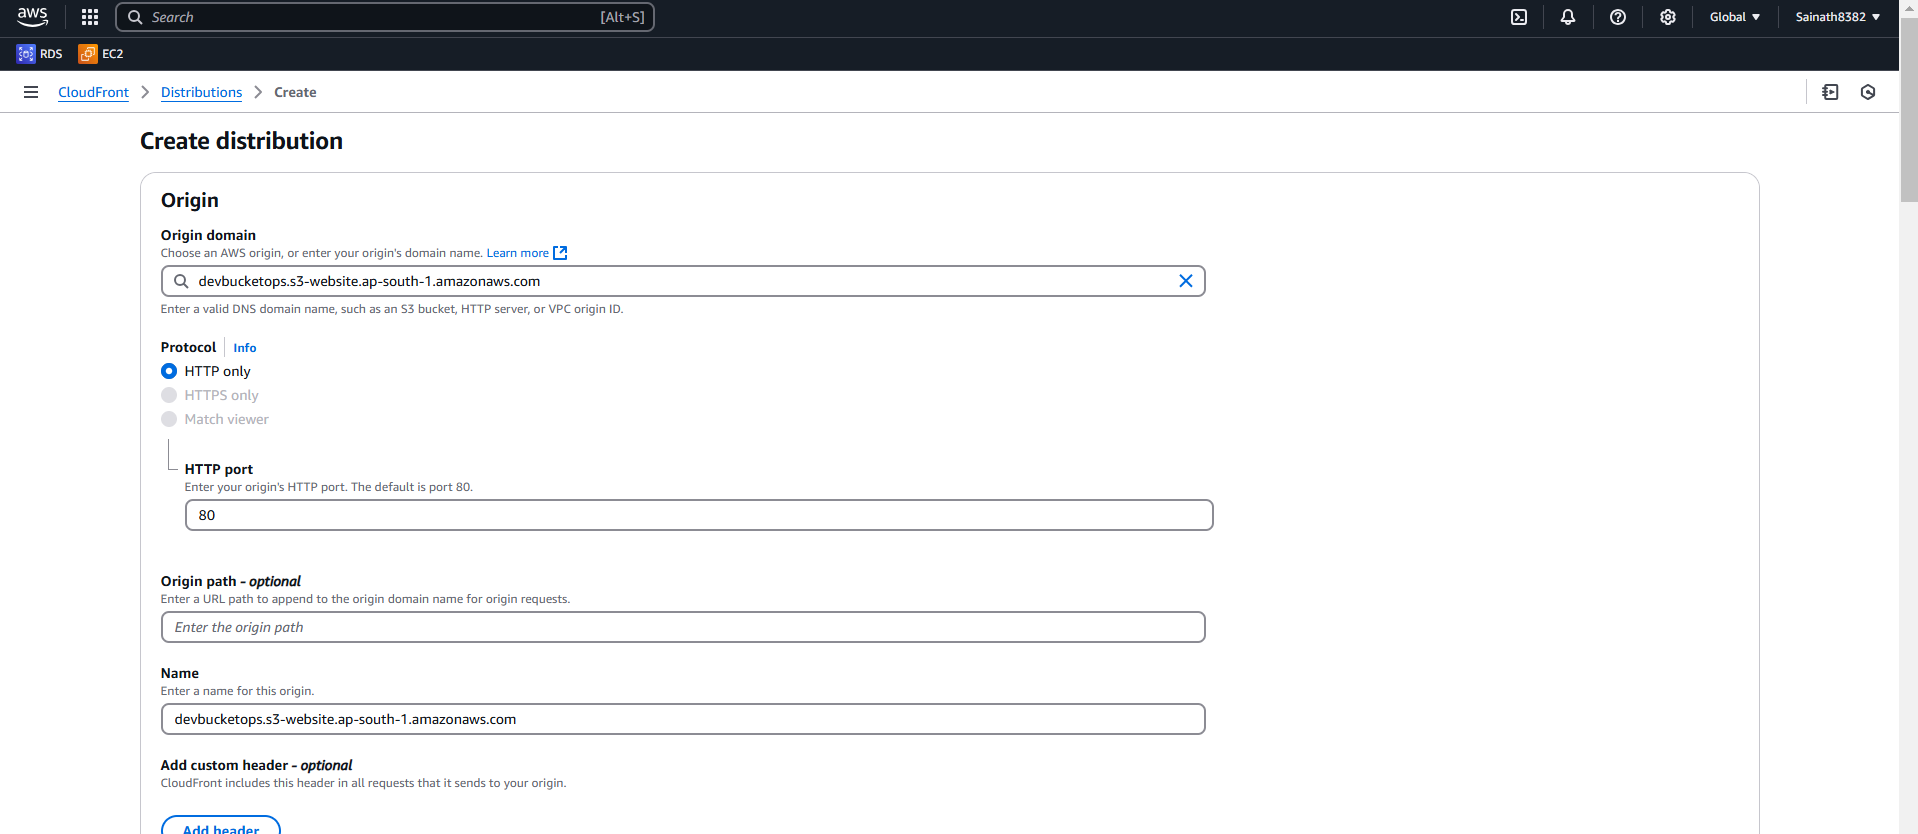 aws
Search [Alt+S]
Global ▼ Sainath8382 ▼
RDS EC2
CloudFront > Distributions > Create
Create distribution
Origin
Origin domain
Choose an AWS origin, or enter your origin's domain name. Learn more
devbucketops.s3-website.ap-south-1.amazonaws.com
Enter a valid DNS domain name, such as an S3 bucket, HTTP server, or VPC origin ID.
Protocol Info
HTTP only
HTTPS only
Match viewer
HTTP port
Enter your origin's HTTP port. The default is port 80.
80
Origin path - optional
Enter a URL path to append to the origin domain name for origin requests.
Enter the origin path
Name
Enter a name for this origin.
devbucketops.s3-website.ap-south-1.amazonaws.com
Add custom header - optional
CloudFront includes this header in all requests that it sends to your origin.
Add header